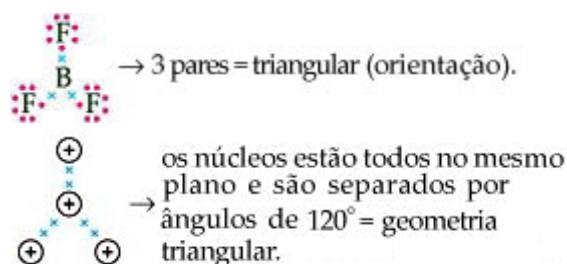 F
B → 3 pares = triangular (orientação).
F F
os núcleos estão todos no mesmo
→ plano e são separados por
ângulos de 120° = geometria
triangular.